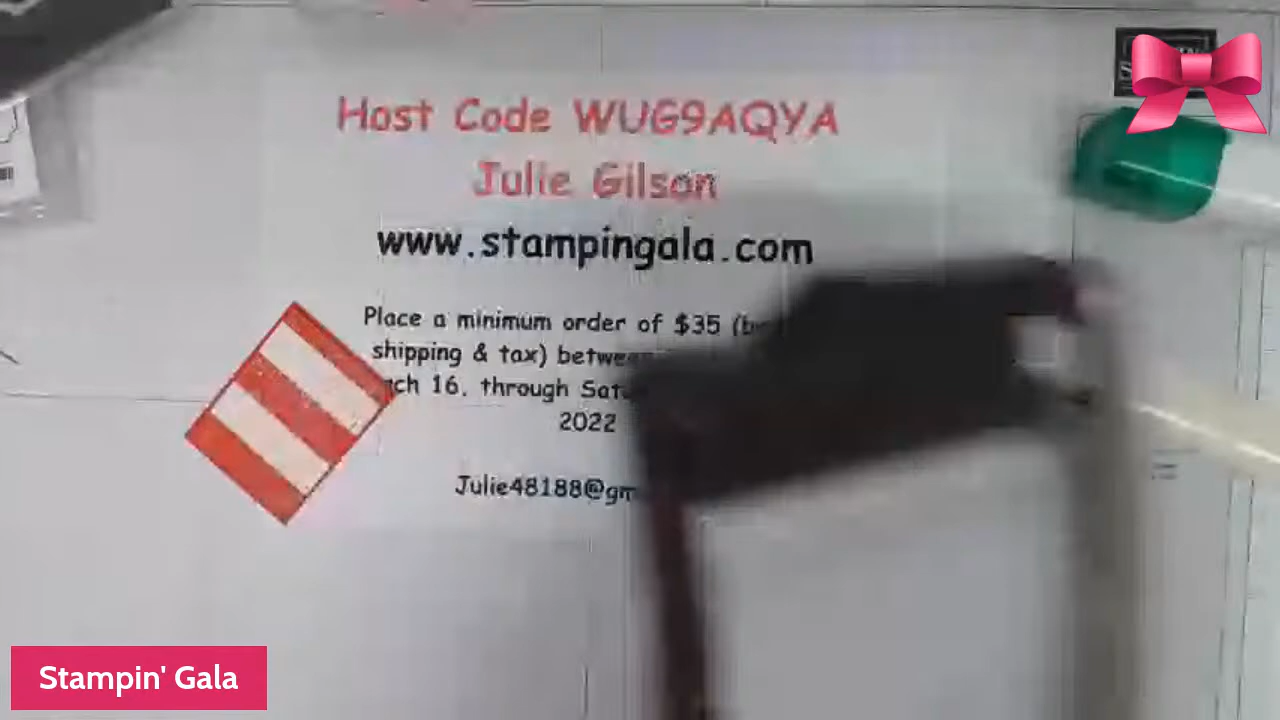 Host Code WUG9AQYA
Julie Gilson
www.stampingala.com
Place a minimum order of $35
shipping & tax)
16, through
2022
Stampin' Gala